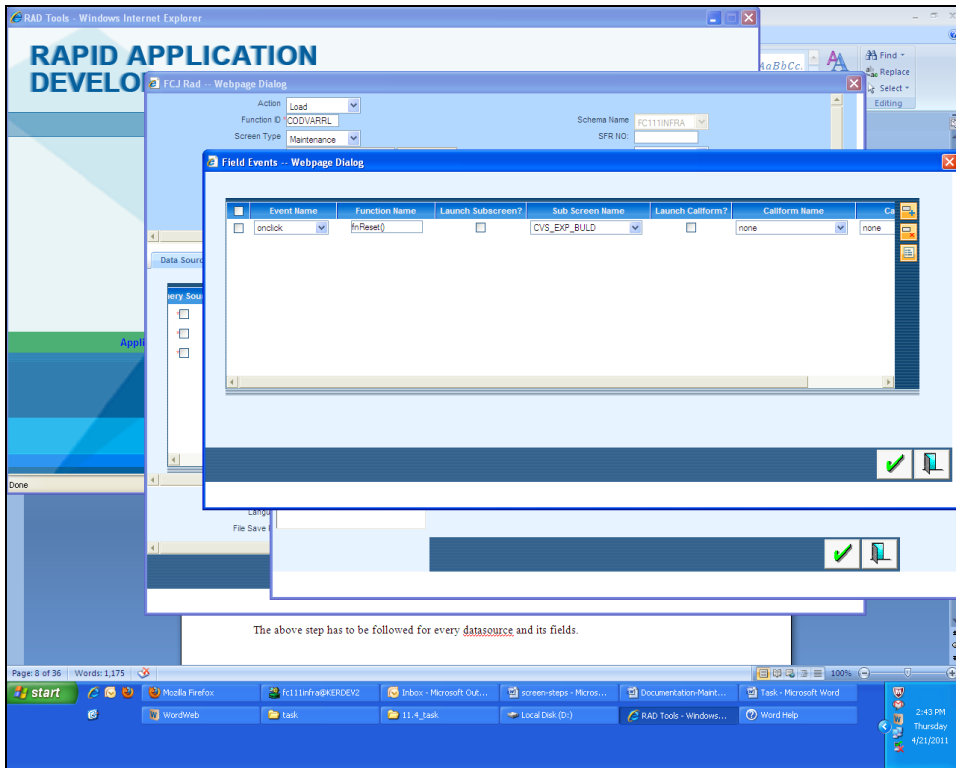 RAD Tools - Windows Internet Explorer
RAPID APPLICATION
DEVELO
AaBbCc.
Find
Replace
Select
Editing
FCJ Rad -- Webpage Dialog
Action Load
Function ID *CODVARRL
Schema Name FC111INFRA
Screen Type Maintenance
SFR NO:
Field Events -- Webpage Dialog
Event Name Function Name Launch Subscreen? Sub Screen Name Launch Callform? Callform Name Ca
onclick fnReset() CVS_EXP_BULD none none
Data Sourc
ery Sou
Appli
Done
Langu
File Save
The above step has to be followed for every datasource and its fields.
Page: 8 of 36 Words: 1,175 100%
start Mozilla Firefox fc111infra@KERDEV2 Inbox - Microsoft Out... screen-steps - Micros... Documentation-Maint... Task - Microsoft Word
WordWeb task 11.4_task Local Disk (D:) RAD Tools - Windows... Word Help
2:43 PM
Thursday
4/21/2011